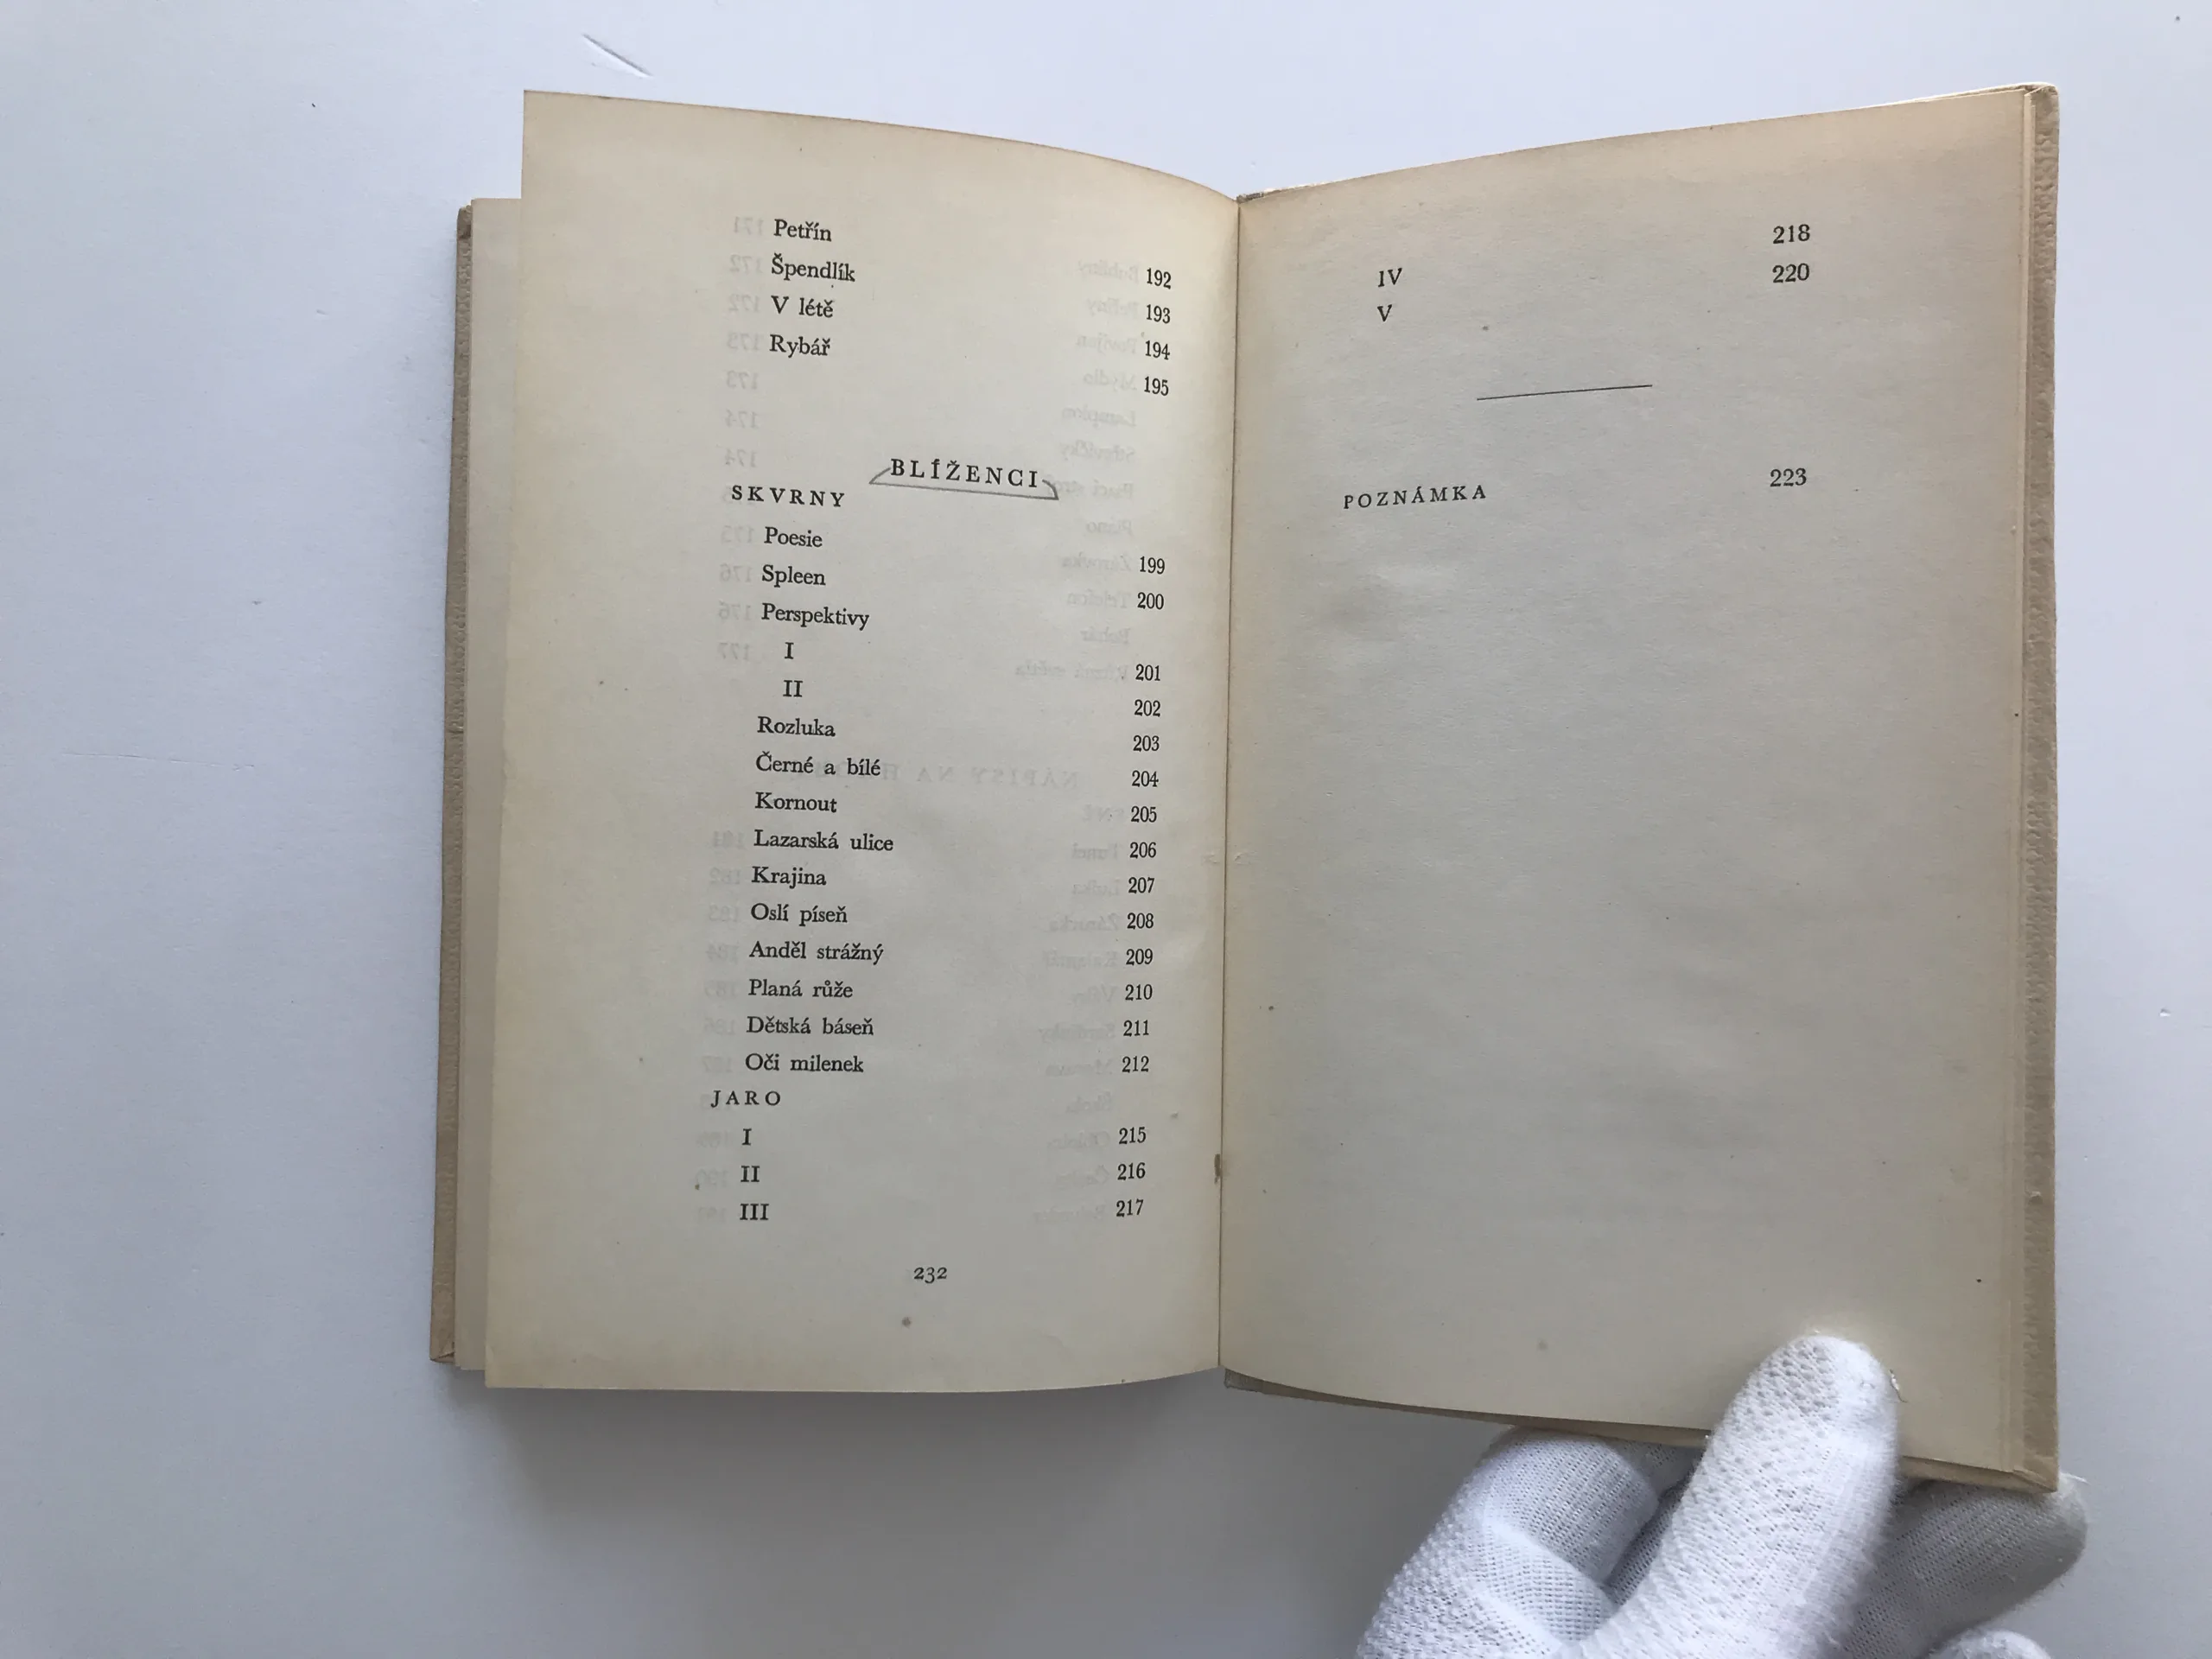 Petřín 192
Špendlík 193
V létě 194
Rybář 195
BLÍŽENCI
SKVRNY
Poesie 199
Spleen 200
Perspektivy
I 201
II 202
Rozluka 203
Černé a bílé 204
Kornout 205
Lazarská ulice 206
Krajina 207
Oslí píseň 208
Anděl strážný 209
Planá růže 210
Dětská báseň 211
Oči milenek 212
JARO
I 215
II 216
III 217
232
IV 218
V 220
POZNÁMKA 223